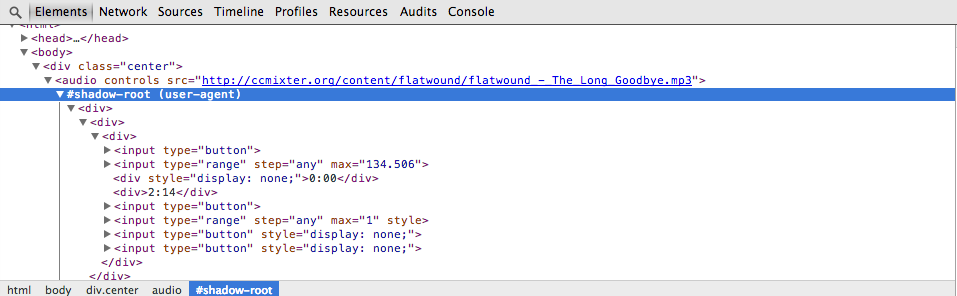 Elements Network Sources Timeline Profiles Resources Audits Console
<html>
▶<head>…</head>
▼<body>
▼<div class="center">
▼<audio controls src="http://ccmixter.org/content/flatwound/flatwound - The Long Goodbye.mp3">
▼#shadow-root (user-agent)
▼<div>
▼<div>
▼<div>
▶<input type="button">
▶<input type="range" step="any" max="134.506">
<div style="display: none;">0:00</div>
<div>2:14</div>
▶<input type="button">
▶<input type="range" step="any" max="1" style>
▶<input type="button" style="display: none;">
▶<input type="button" style="display: none;">
</div>
</div>
html body div.center audio #shadow-root